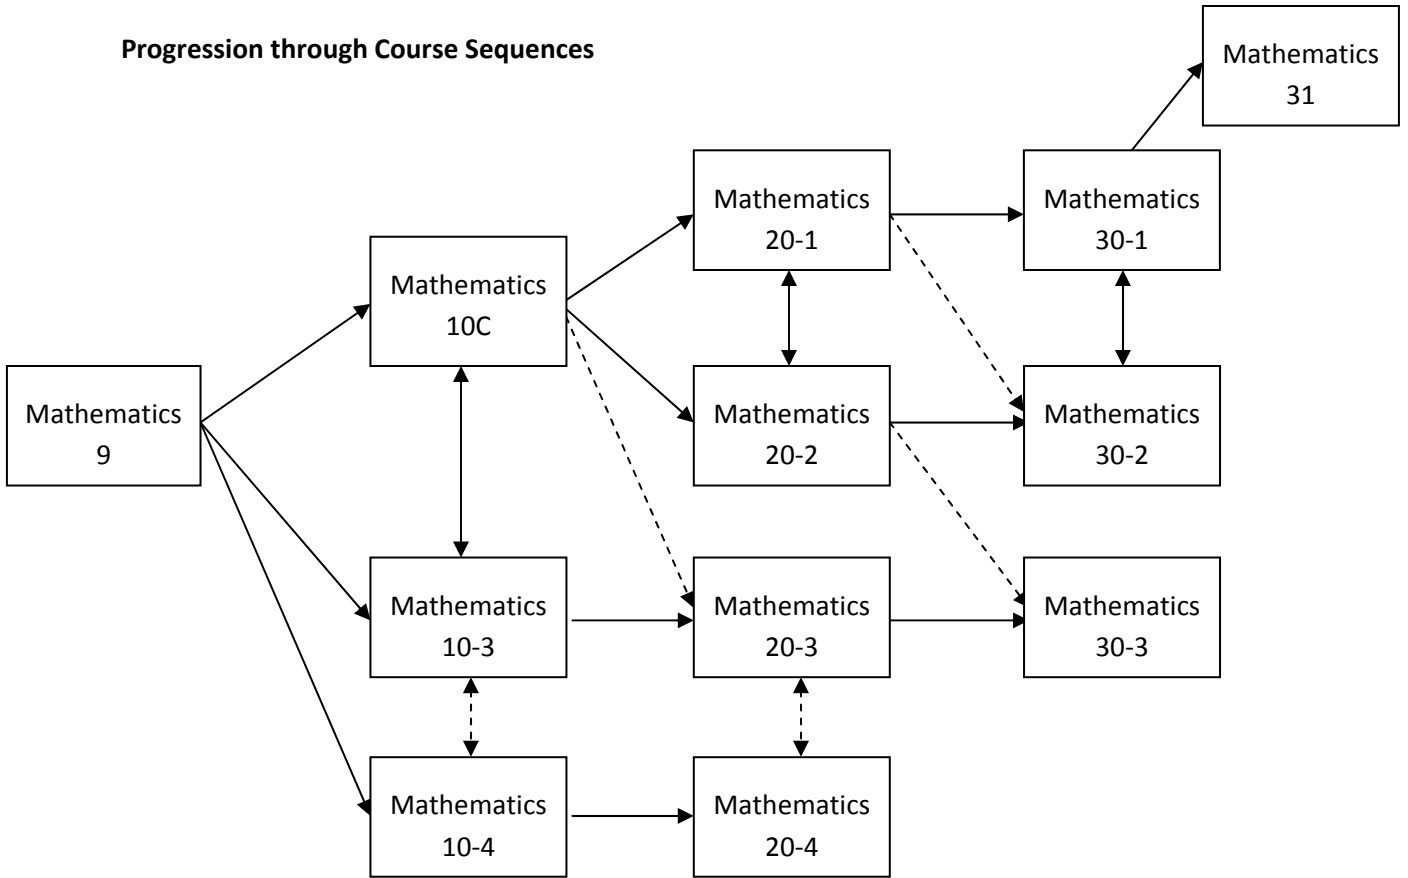 Progression through Course Sequences
Mathematics
31
Mathematics
20-1
Mathematics
30-1
Mathematics
10C
Mathematics
9
Mathematics
20-2
Mathematics
30-2
Mathematics
10-3
Mathematics
20-3
Mathematics
30-3
Mathematics
10-4
Mathematics
20-4